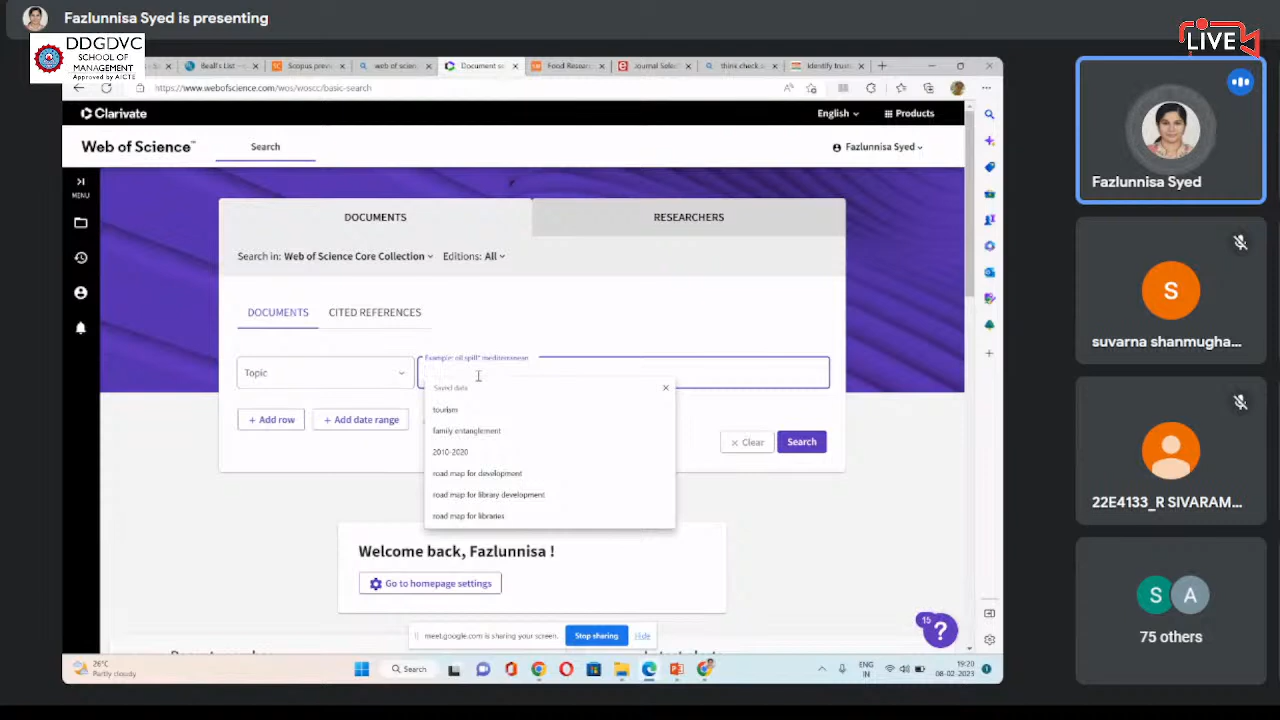 Fazlunnisa Syed is presenting
LIVE
DDGDVC
SCHOOL OF
MANAGEMENT
Approved by AICTE
Beall's List —
Scopus preview
web of scien
Document s
Food Resear
Journal Selec
think.check.s
Identify trust
https://www.webofscience.com/wos/woscc/basic-search
Clarivate
English
Products
Web of Science™
Search
Fazlunnisa Syed
MENU
DOCUMENTS
RESEARCHERS
Search in: Web of Science Core Collection
Editions: All
DOCUMENTS
CITED REFERENCES
Example: oil spill* mediterranean
Topic
Saved data
tourism
family entanglement
2010-2020
road map for development
road map for library development
road map for libraries
+ Add row
+ Add date range
× Clear
Search
Welcome back, Fazlunnisa !
Go to homepage settings
15
?
meet.google.com is sharing your screen.
Stop sharing
Hide
26°C
Partly cloudy
Search
ENG
IN
19:20
08-02-2023
1
Fazlunnisa Syed
S
suvarna shanmugha...
22E4133_R SIVARAM...
S
A
75 others